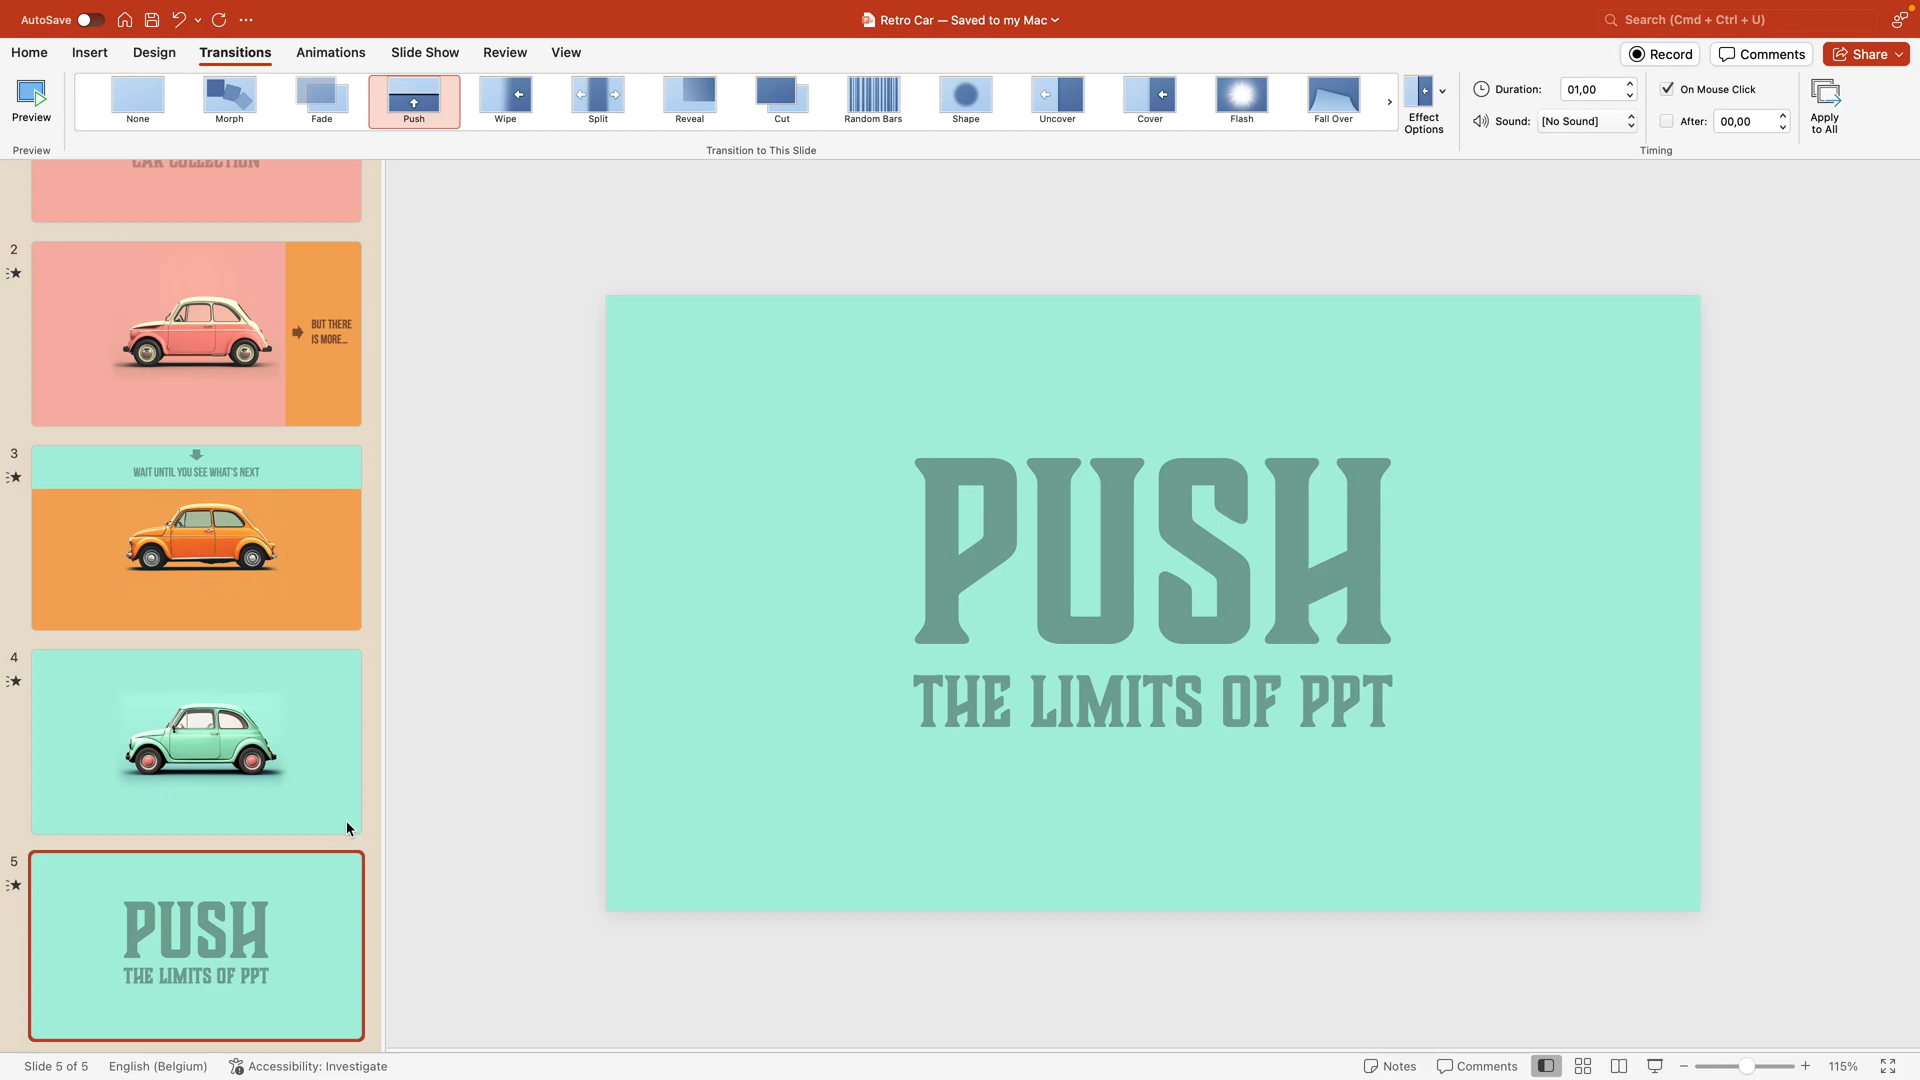 AutoSave
Retro Car — Saved to my Mac
Search (Cmd + Ctrl + U)
Home
Insert
Design
Transitions
Animations
Slide Show
Review
View
Record
Comments
Share
Preview
None
Morph
Fade
Push
Wipe
Split
Reveal
Cut
Random Bars
Shape
Uncover
Cover
Flash
Fall Over
Effect
Options
Duration:
01,00
On Mouse Click
Sound:
[No Sound]
After:
00,00
Apply
to All
Preview
Transition to This Slide
Timing
CAR COLLECTION
2
BUT THERE
IS MORE...
3
WAIT UNTIL YOU SEE WHAT'S NEXT
4
5
PUSH
THE LIMITS OF PPT
PUSH
THE LIMITS OF PPT
Slide 5 of 5
English (Belgium)
Accessibility: Investigate
Notes
Comments
115%